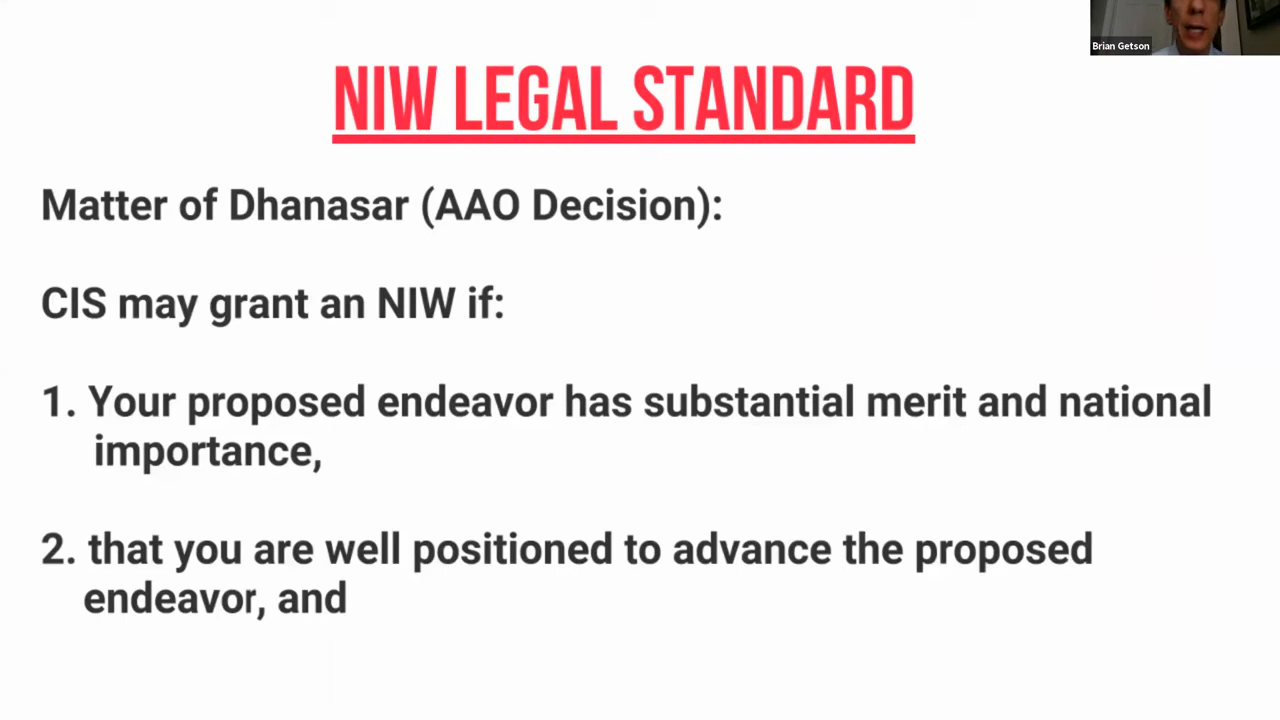 Brian Getson
NIW LEGAL STANDARD
Matter of Dhanasar (AAO Decision):
CIS may grant an NIW if:
1. Your proposed endeavor has substantial merit and national
importance,
2. that you are well positioned to advance the proposed
endeavor, and